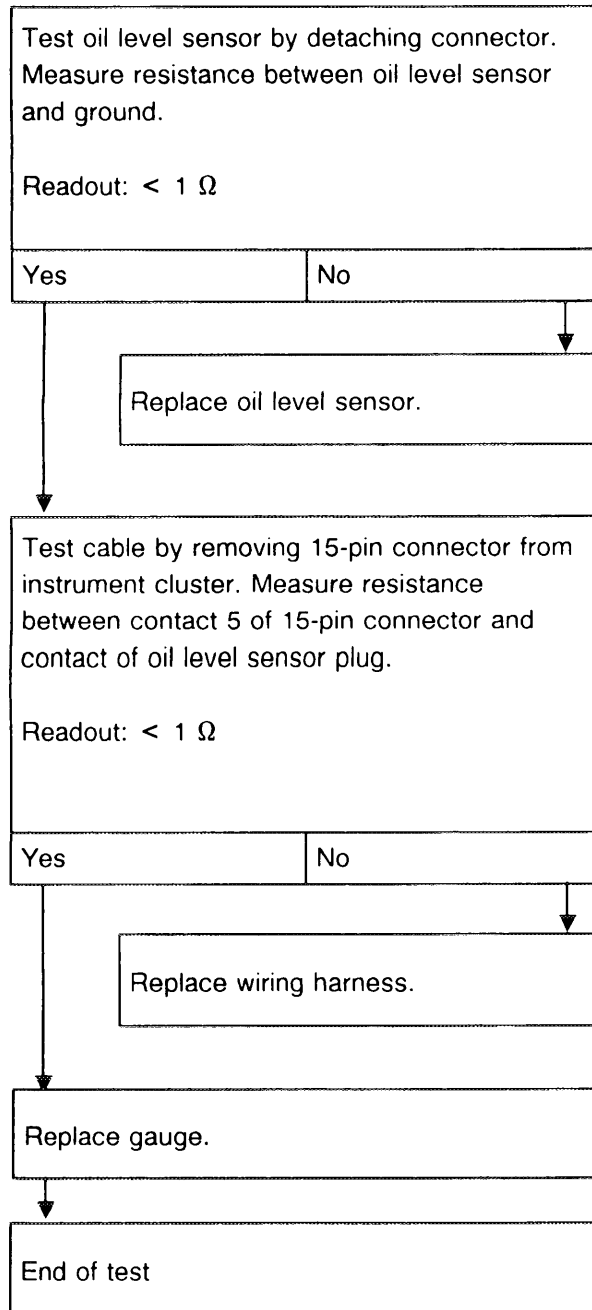 Test oil level sensor by detaching connector.
Measure resistance between oil level sensor
and ground.
Readout: < 1 Ω
Yes
No
Replace oil level sensor.
Test cable by removing 15-pin connector from
instrument cluster. Measure resistance
between contact 5 of 15-pin connector and
contact of oil level sensor plug.
Readout: < 1 Ω
Yes
No
Replace wiring harness.
Replace gauge.
End of test